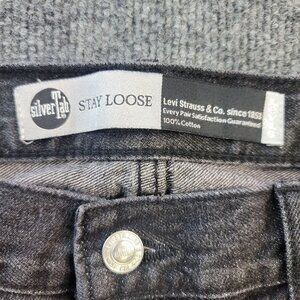 silverTab
STAY LOOSE
Levi Strauss & Co. since 1853
Every Pair Satisfaction Guaranteed
100% Cotton